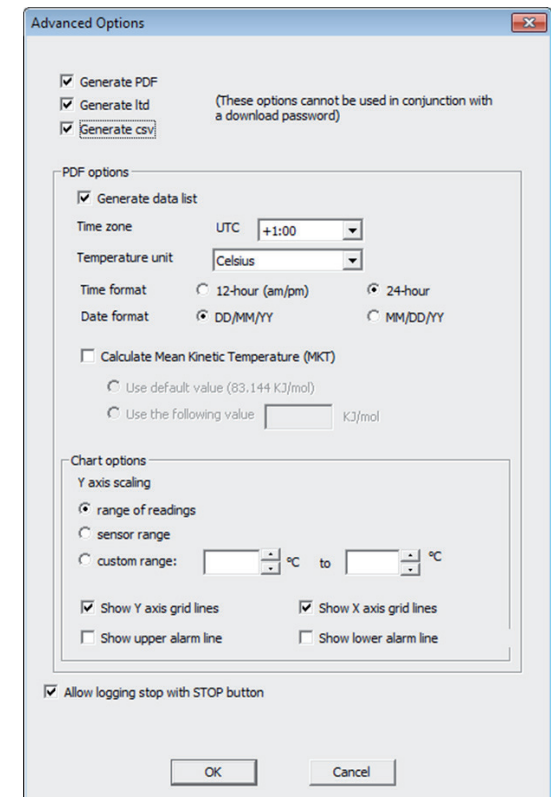 Advanced Options
Generate PDF
Generate ltd
(These options cannot be used in conjunction with
a download password)
Generate csv
PDF options
Generate data list
Time zone UTC +1:00
Temperature unit Celsius
Time format 12-hour (am/pm) 24-hour
Date format DD/MM/YY MM/DD/YY
Calculate Mean Kinetic Temperature (MKT)
Use default value (83.144 KJ/mol)
Use the following value KJ/mol
Chart options
Y axis scaling
range of readings
sensor range
custom range: ºC to ºC
Show Y axis grid lines Show X axis grid lines
Show upper alarm line Show lower alarm line
Allow logging stop with STOP button
OK Cancel